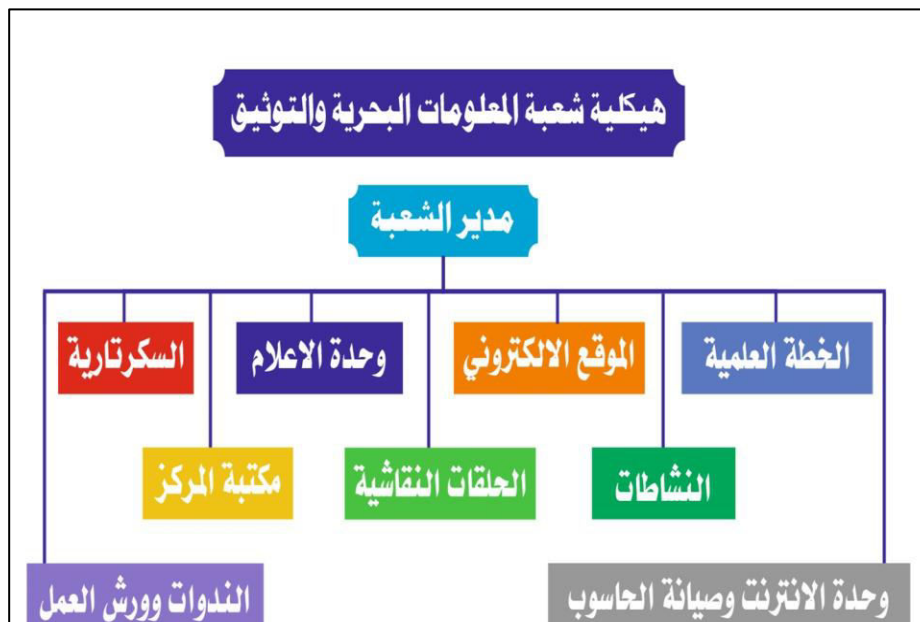 هيكلية شعبة المعلومات البحرية والتوثيق
مدير الشعبة
الخطة العلمية
الموقع الالكتروني
وحدة الاعلام
السكرتارية
النشاطات
الحلقات النقاشية
مكتبة المركز
وحدة الانترنت وصيانة الحاسوب
الندوات وورش العمل